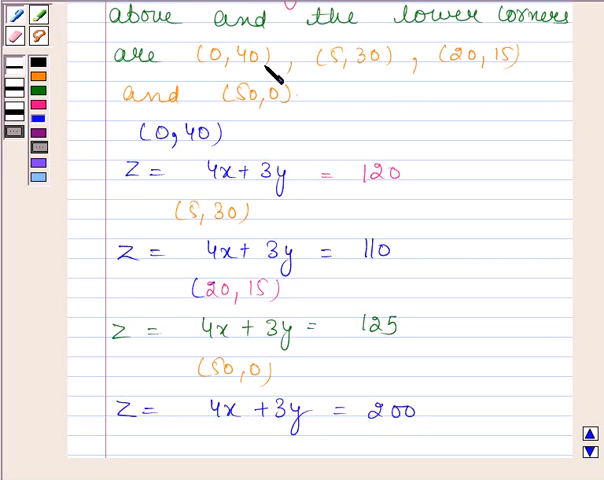 above and the lower corners
are (0,40), (5,30), (20,15)
and (50,0).
(0,40)
Z = 4x+3y = 120
(5,30)
Z = 4x+3y = 110
(20,15)
Z = 4x+3y = 125
(50,0)
Z = 4x+3y = 200